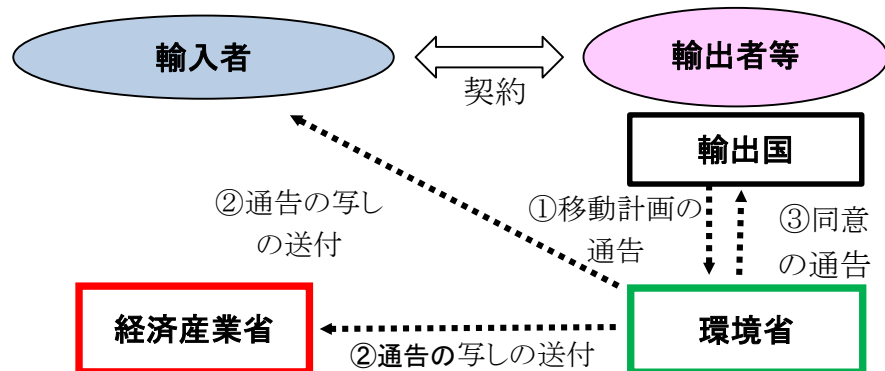 輸入者
輸出者等
契約
輸出国
②通告の写し
の送付
①移動計画の
通告
③同意
の通告
経済産業省
環境省
②通告の写しの送付